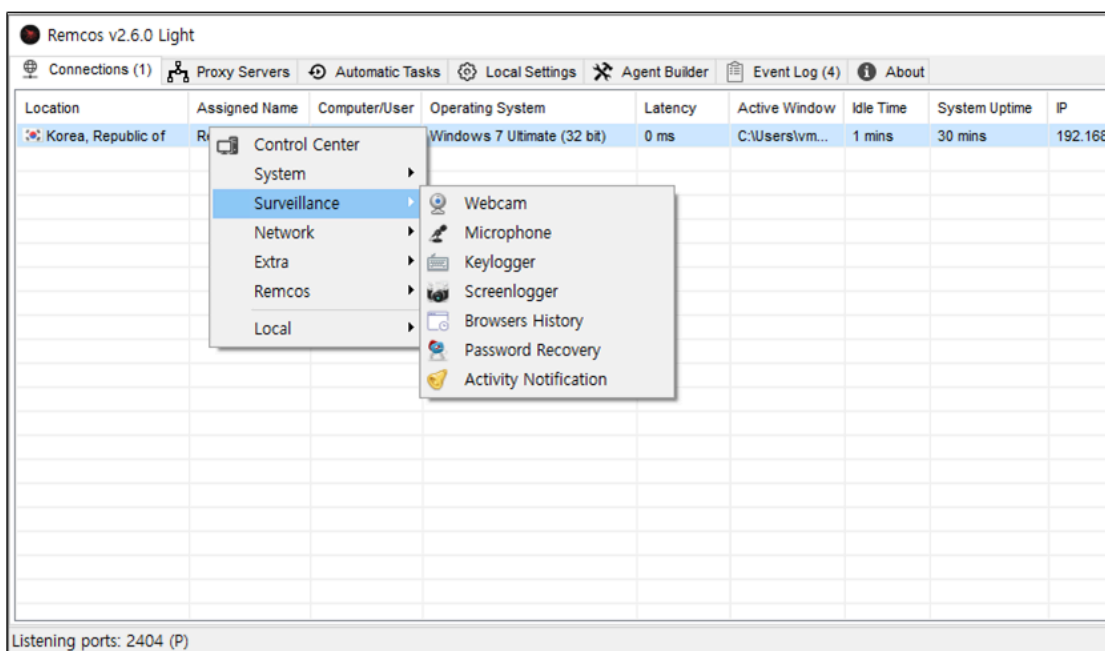 Remcos v2.6.0 Light
Connections (1) Proxy Servers Automatic Tasks Local Settings Agent Builder Event Log (4) About
Location Assigned Name Computer/User Operating System Latency Active Window Idle Time System Uptime IP
Korea, Republic of Windows 7 Ultimate (32 bit) 0 ms C:\Users\vm... 1 mins 30 mins 192.168
Control Center
System
Surveillance
Network
Extra
Remcos
Local
Webcam
Microphone
Keylogger
Screenlogger
Browsers History
Password Recovery
Activity Notification
Listening ports: 2404 (P)